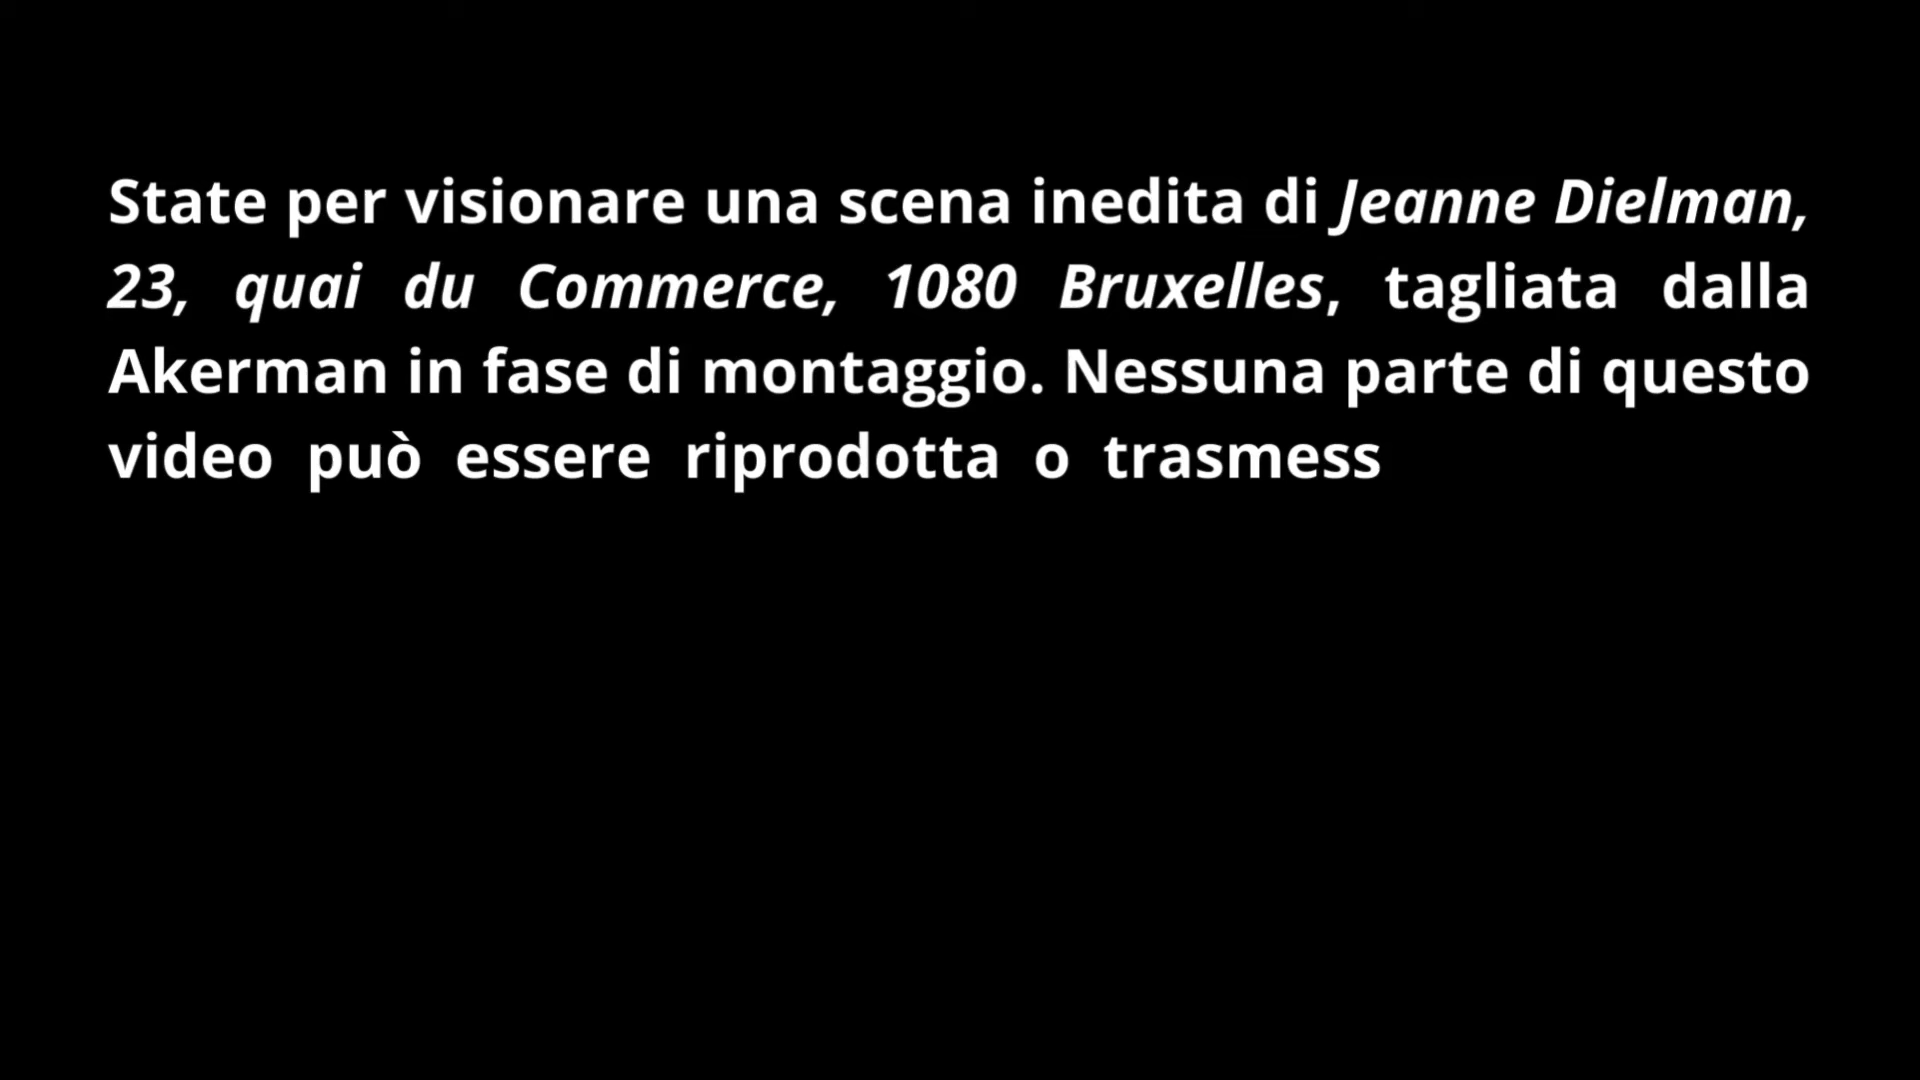 State per visionare una scena inedita di Jeanne Dielman,
23, quai du Commerce, 1080 Bruxelles, tagliata dalla
Akerman in fase di montaggio. Nessuna parte di questo
video può essere riprodotta o trasmess